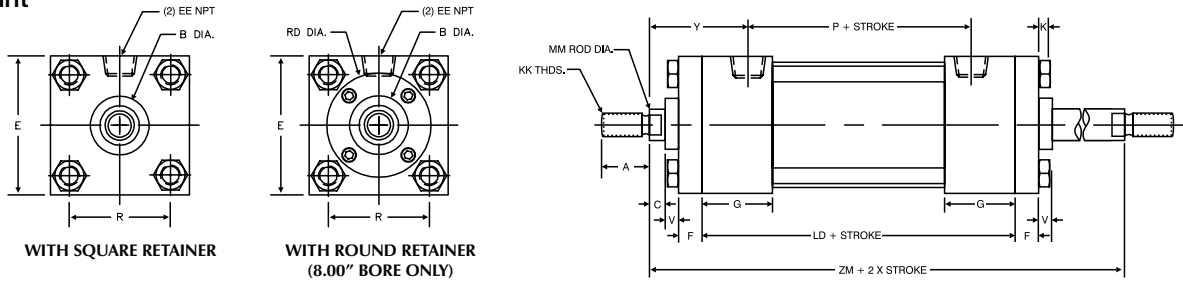 (2) EE NPT
B DIA.
E
R
WITH SQUARE RETAINER
(2) EE NPT
RD DIA.
B DIA.
E
R
WITH ROUND RETAINER
(8.00” BORE ONLY)
Y
P + STROKE
K
MM ROD DIA.
KK THDS.
A
C
G
G
V
V
F
LD + STROKE
F
ZM + 2 X STROKE